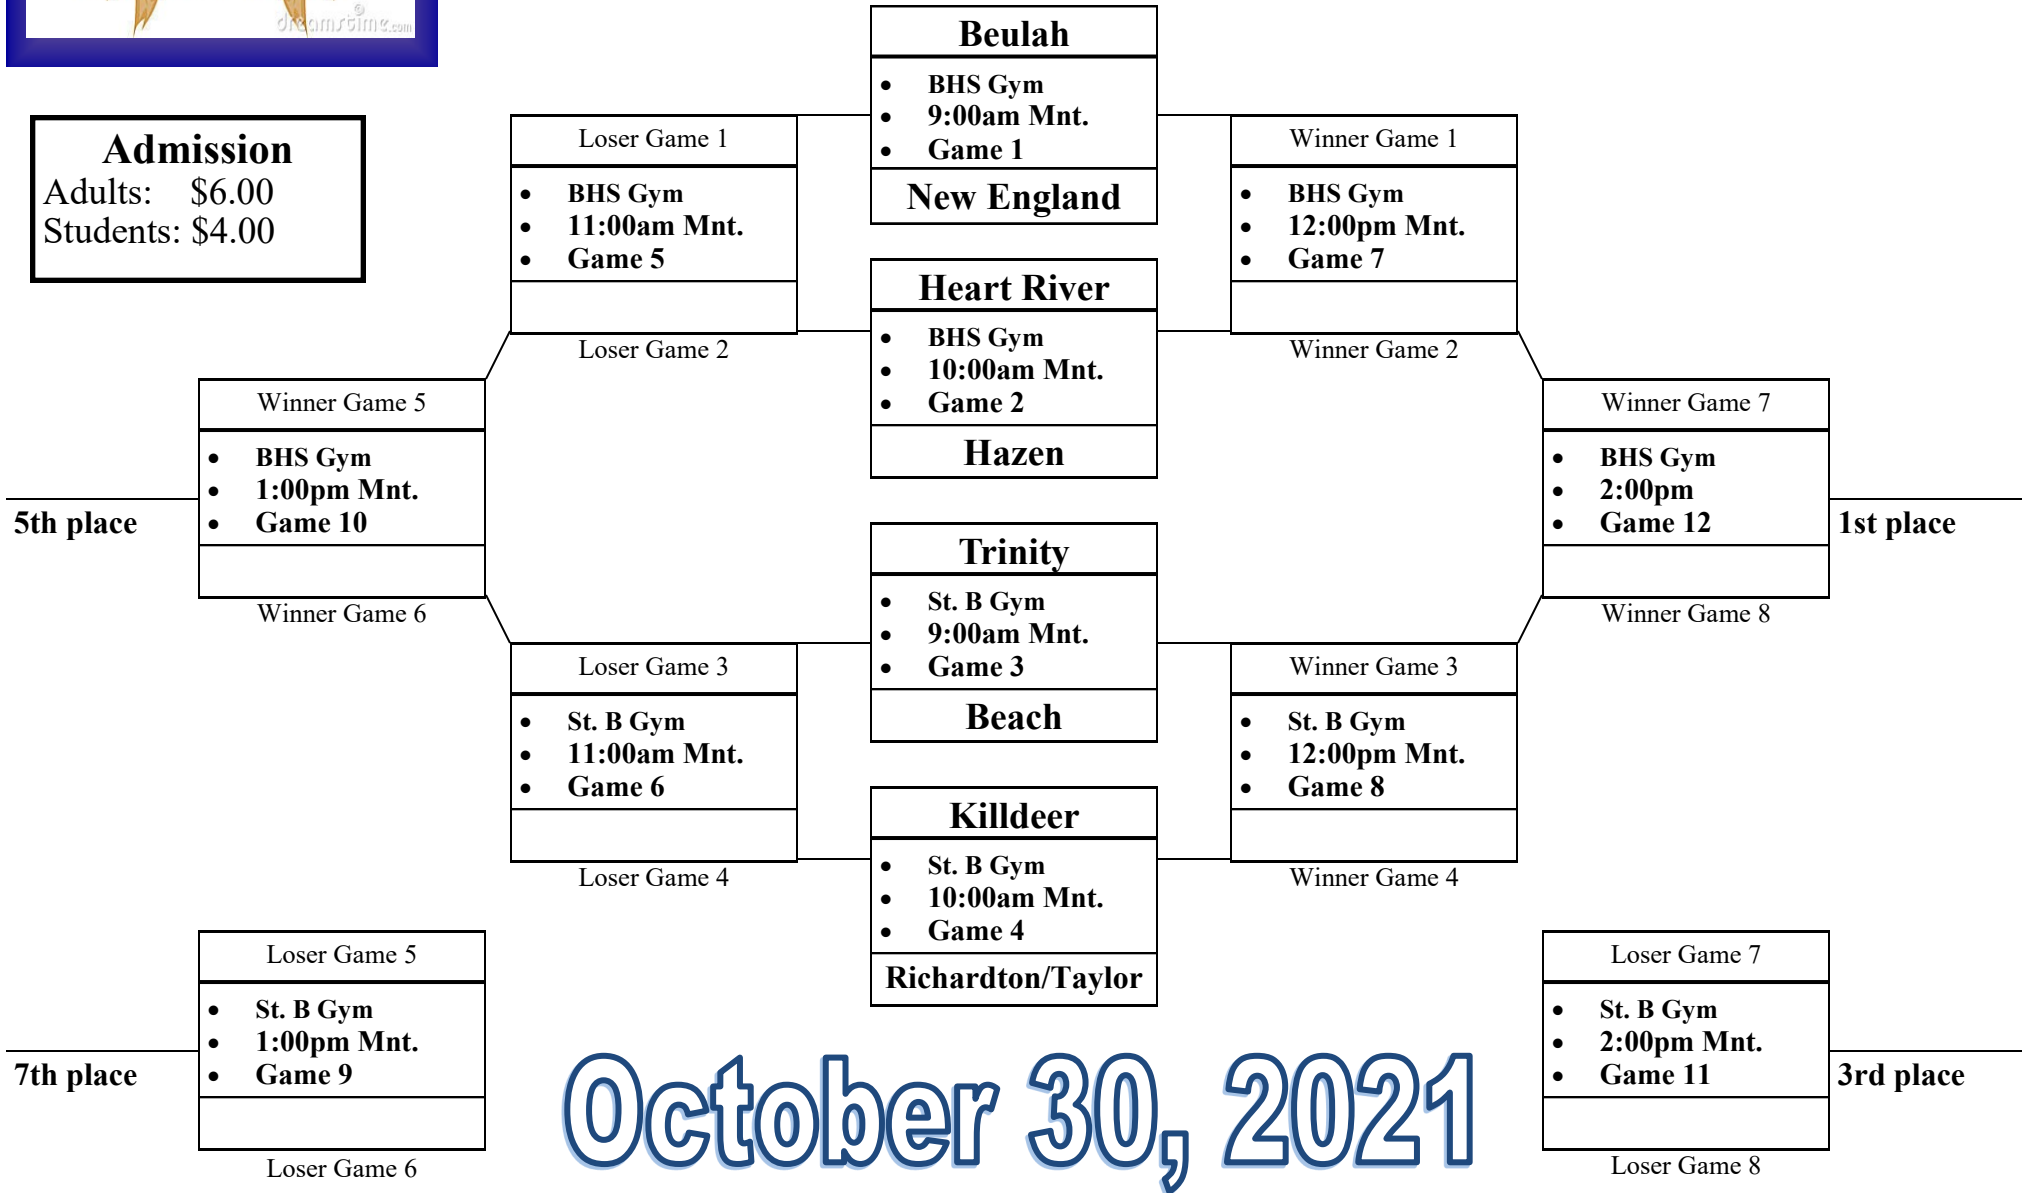 dreamstime.com
Admission
Adults: $6.00
Students: $4.00
Beulah
• BHS Gym
• 9:00am Mnt.
• Game 1
New England
Loser Game 1
• BHS Gym
• 11:00am Mnt.
• Game 5
Loser Game 2
Winner Game 1
• BHS Gym
• 12:00pm Mnt.
• Game 7
Winner Game 2
Heart River
• BHS Gym
• 10:00am Mnt.
• Game 2
Hazen
Winner Game 5
• BHS Gym
• 1:00pm Mnt.
• Game 10
Winner Game 6
5th place
Winner Game 7
• BHS Gym
• 2:00pm
• Game 12
Winner Game 8
1st place
Trinity
• St. B Gym
• 9:00am Mnt.
• Game 3
Beach
Loser Game 3
• St. B Gym
• 11:00am Mnt.
• Game 6
Loser Game 4
Winner Game 3
• St. B Gym
• 12:00pm Mnt.
• Game 8
Winner Game 4
Killdeer
• St. B Gym
• 10:00am Mnt.
• Game 4
Richardton/Taylor
Loser Game 5
• St. B Gym
• 1:00pm Mnt.
• Game 9
Loser Game 6
7th place
Loser Game 7
• St. B Gym
• 2:00pm Mnt.
• Game 11
Loser Game 8
3rd place
October 30, 2021